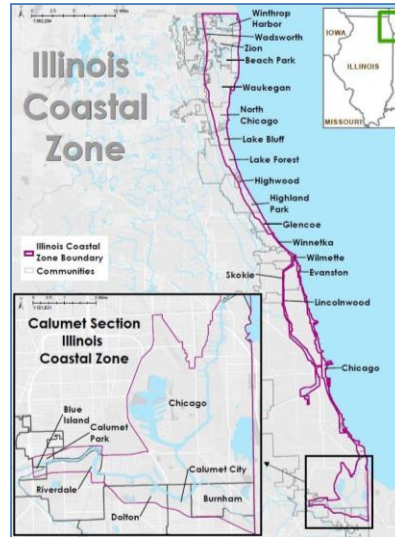 Illinois
Coastal
Zone
Winthrop
Harbor
Wadsworth
Zion
Beach Park
Waukegan
North
Chicago
Lake Bluff
Lake Forest
Highwood
Highland
Park
Glencoe
Winnetka
Wilmette
Evanston
Skokie
Lincolnwood
Chicago
IOWA
ILLINOIS
MISSOURI
Illinois Coastal
Zone Boundary
Communities
Calumet Section
Illinois
Coastal Zone
Chicago
Blue
Island
Calumet
Park
Riverdale
Dolton
Calumet City
Burnham